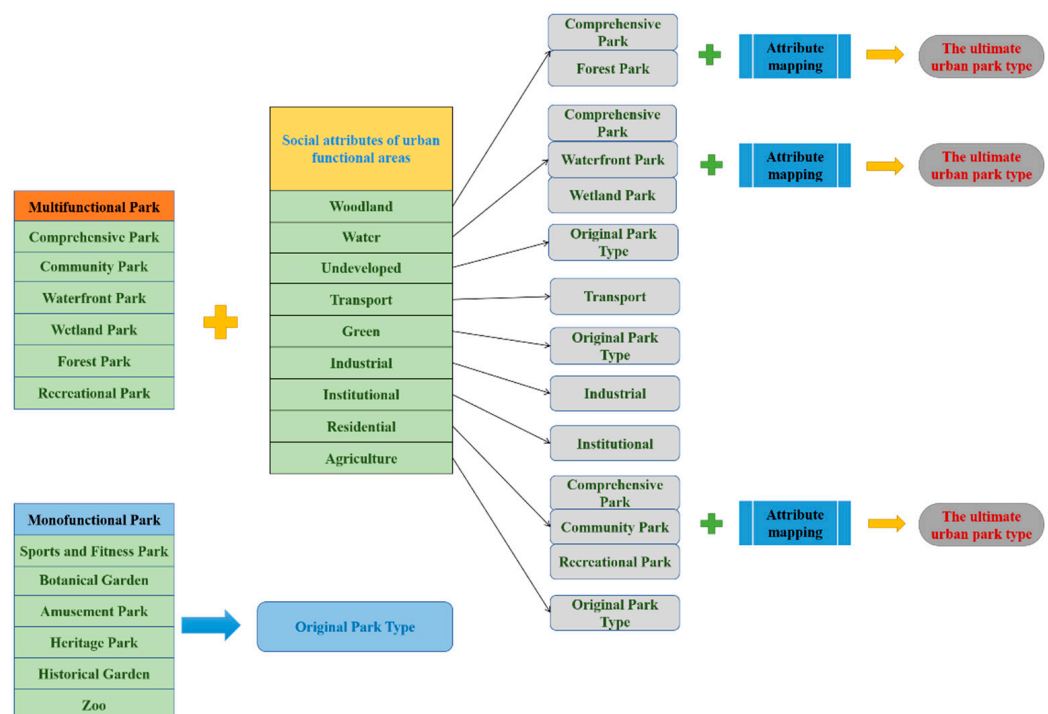 Multifunctional Park
Comprehensive Park
Community Park
Waterfront Park
Wetland Park
Forest Park
Recreational Park
Monofunctional Park
Sports and Fitness Park
Botanical Garden
Amusement Park
Heritage Park
Historical Garden
Zoo
Original Park Type
Social attributes of urban
functional areas
Woodland
Water
Undeveloped
Transport
Green
Industrial
Institutional
Residential
Agriculture
Comprehensive
Park
Forest Park
Attribute
mapping
The ultimate
urban park type
Comprehensive
Park
Waterfront Park
Wetland Park
Attribute
mapping
The ultimate
urban park type
Original Park
Type
Transport
Original Park
Type
Industrial
Institutional
Comprehensive
Park
Community Park
Recreational Park
Attribute
mapping
The ultimate
urban park type
Original Park
Type